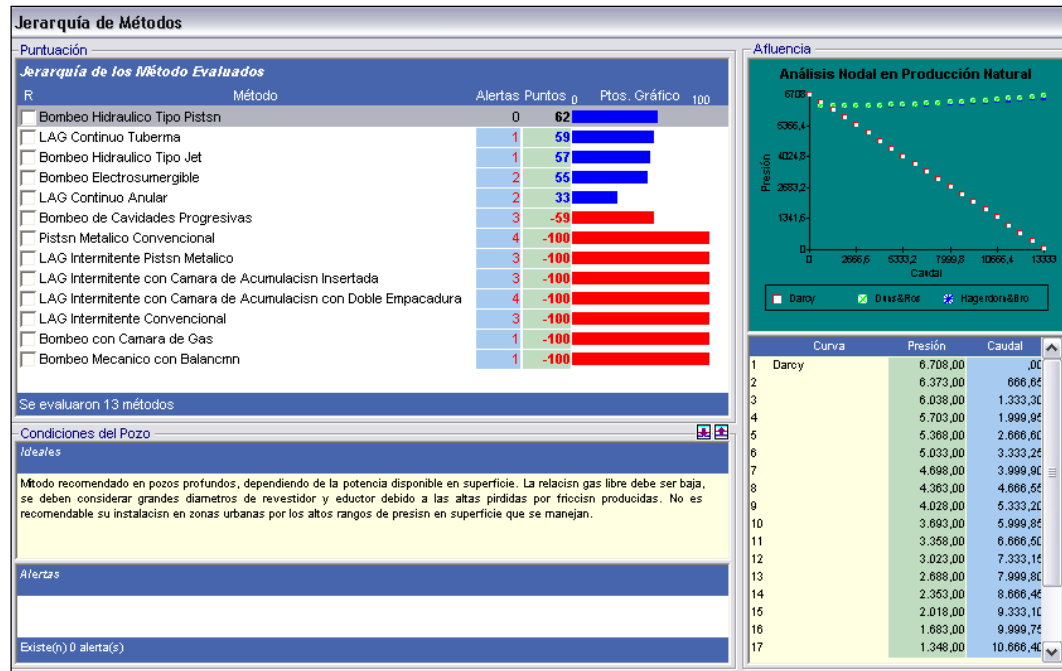 Jerarquía de Métodos
Puntuación
Jerarquía de los Método Evaluados
R Método Alertas Puntos 0 Ptos. Gráfico 100
Bombeo Hidraulico Tipo Pistsn 0 62
LAG Continuo Tuberma 1 59
Bombeo Hidraulico Tipo Jet 1 57
Bombeo Electrosumergible 2 55
LAG Continuo Anular 2 33
Bombeo de Cavidades Progresivas 3 -59
Pistsn Metalico Convencional 4 -100
LAG Intermitente Pistsn Metalico 3 -100
LAG Intermitente con Camara de Acumulacisn Insertada 3 -100
LAG Intermitente con Camara de Acumulacisn con Doble Empacadura 4 -100
LAG Intermitente Convencional 3 -100
Bombeo con Camara de Gas 1 -100
Bombeo Mecanico con Balancmn 1 -100
Se evaluaron 13 métodos
Condiciones del Pozo
Ideales
Mitodo recomendado en pozos profundos, dependiendo de la potencia disponible en superficie. La relacisn gas libre debe ser baja,
se deben considerar grandes diametros de revestidor y eductor debido a las altas pirdidas por friccisn producidas. No es
recomendable su instalacisn en zonas urbanas por los altos rangos de presisn en superficie que se manejan.
Alertas
Existe(n) 0 alerta(s)
Afluencia
Análisis Nodal en Producción Natural
6708
5366,4
4024,8
2683,2
1341,6
0
Presión
0 2666,6 5333,2 7999,8 10666,4 13333
Caudal
Darcy Duns&Ros Hagerdorn&Bro
Curva Presión Caudal
1 Darcy 6.708,00 ,00
2 6.373,00 666,65
3 6.038,00 1.333,30
4 5.703,00 1.999,95
5 5.368,00 2.666,60
6 5.033,00 3.333,25
7 4.698,00 3.999,90
8 4.363,00 4.666,55
9 4.028,00 5.333,20
10 3.693,00 5.999,85
11 3.358,00 6.666,50
12 3.023,00 7.333,15
13 2.688,00 7.999,80
14 2.353,00 8.666,45
15 2.018,00 9.333,10
16 1.683,00 9.999,75
17 1.348,00 10.666,40